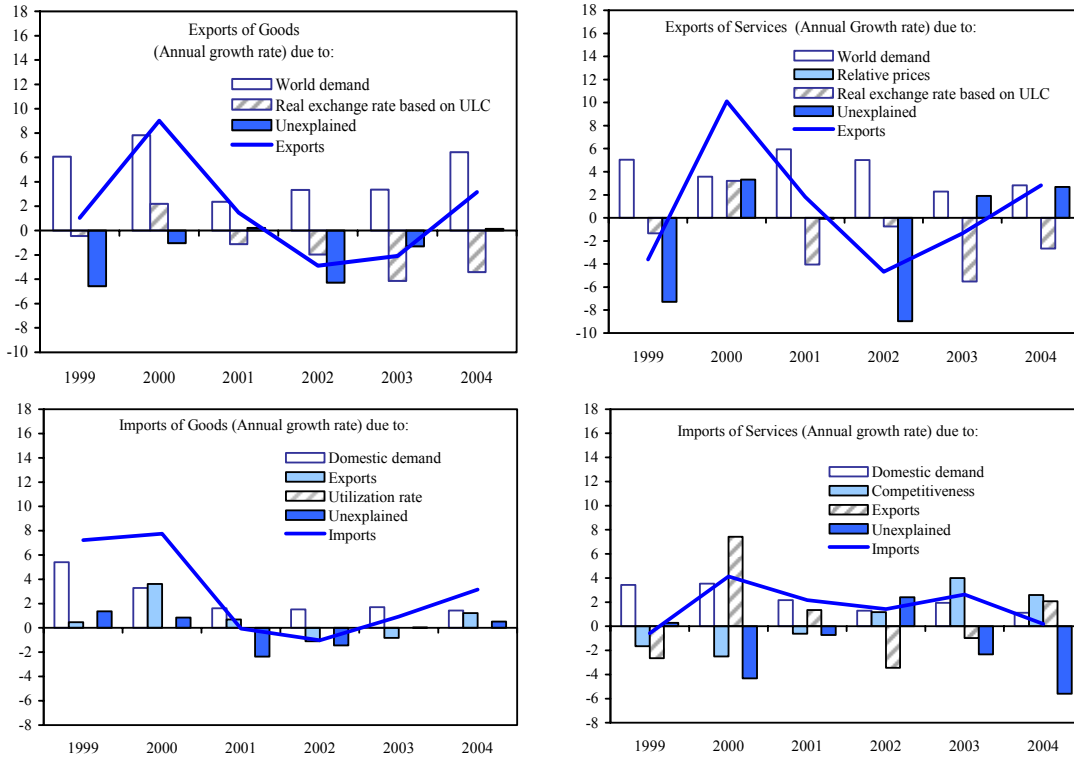 Exports of Goods
(Annual growth rate) due to:
World demand
Real exchange rate based on ULC
Unexplained
Exports
18
16
14
12
10
8
6
4
2
0
-2
-4
-6
-8
-10
1999 2000 2001 2002 2003 2004
Exports of Services (Annual Growth rate) due to:
World demand
Relative prices
Real exchange rate based on ULC
Unexplained
Exports
18
16
14
12
10
8
6
4
2
0
-2
-4
-6
-8
-10
1999 2000 2001 2002 2003 2004
Imports of Goods (Annual growth rate) due to:
Domestic demand
Exports
Utilization rate
Unexplained
Imports
18
16
14
12
10
8
6
4
2
0
-2
-4
-6
-8
1999 2000 2001 2002 2003 2004
Imports of Services (Annual growth rate) due to:
Domestic demand
Competitiveness
Exports
Unexplained
Imports
18
16
14
12
10
8
6
4
2
0
-2
-4
-6
-8
1999 2000 2001 2002 2003 2004